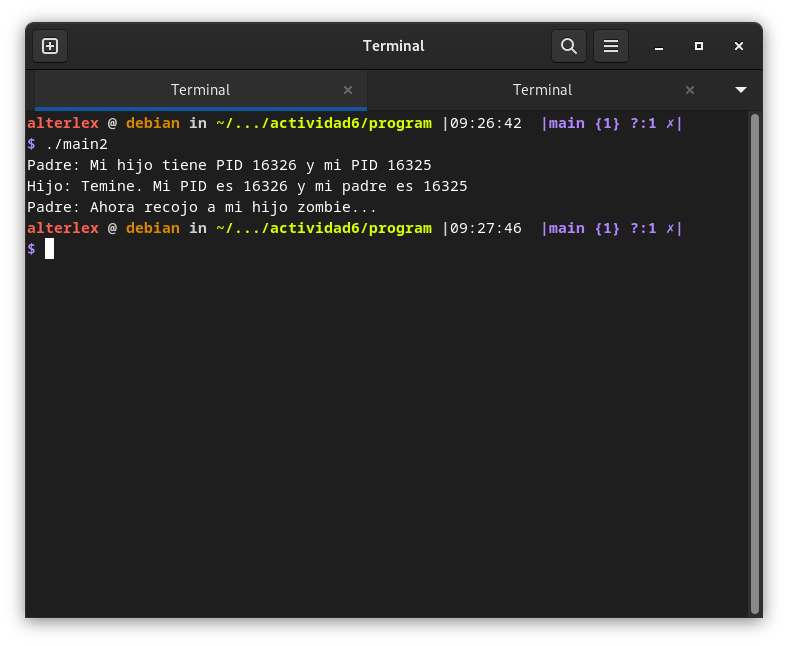 Terminal
Terminal
Terminal
alterlex @ debian in ~/.../actividad6/program |09:26:42  |main {1} ?:1 ✗|
$ ./main2
Padre: Mi hijo tiene PID 16326 y mi PID 16325
Hijo: Temine. Mi PID es 16326 y mi padre es 16325
Padre: Ahora recojo a mi hijo zombie...
alterlex @ debian in ~/.../actividad6/program |09:27:46  |main {1} ?:1 ✗|
$